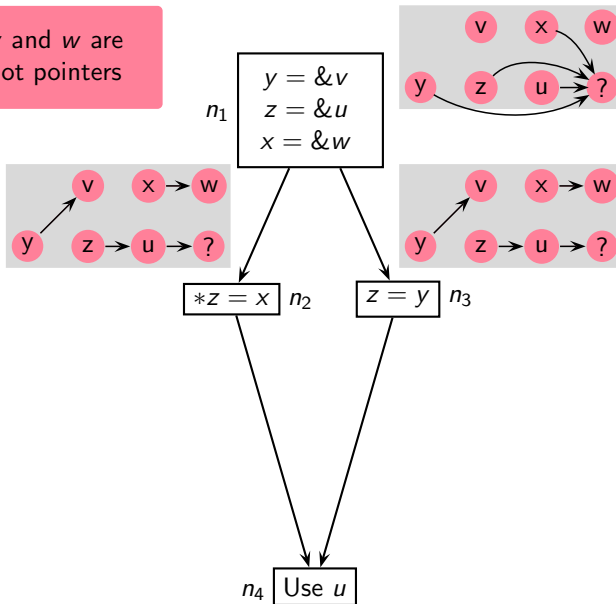 and w are
ot pointers
v x w
y z u ?
n1
y = &v
z = &u
x = &w
v x w
y z u ?
v x w
y z u ?
*z = x n2
z = y n3
n4 Use u